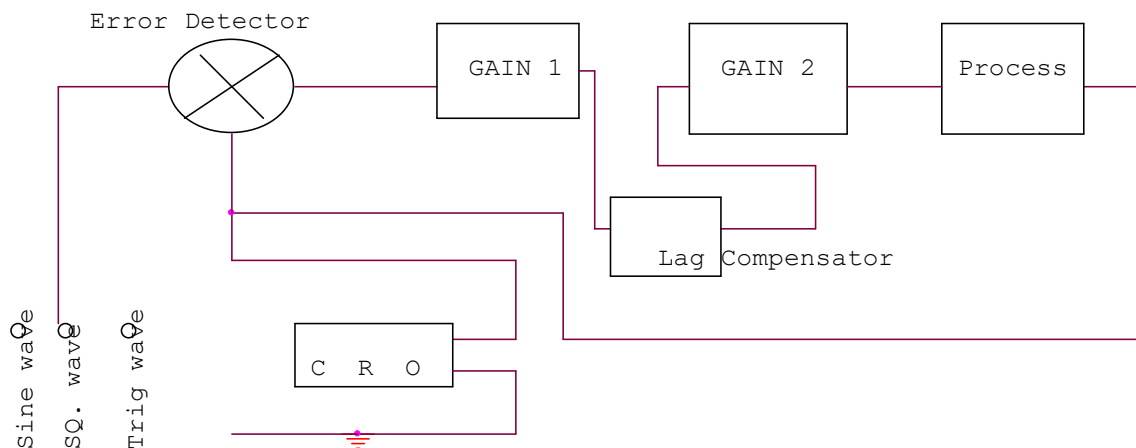 Error Detector
GAIN 1
GAIN 2
Process
Lag Compensator
C R O
Sine wave
SQ. wave
Trig wave